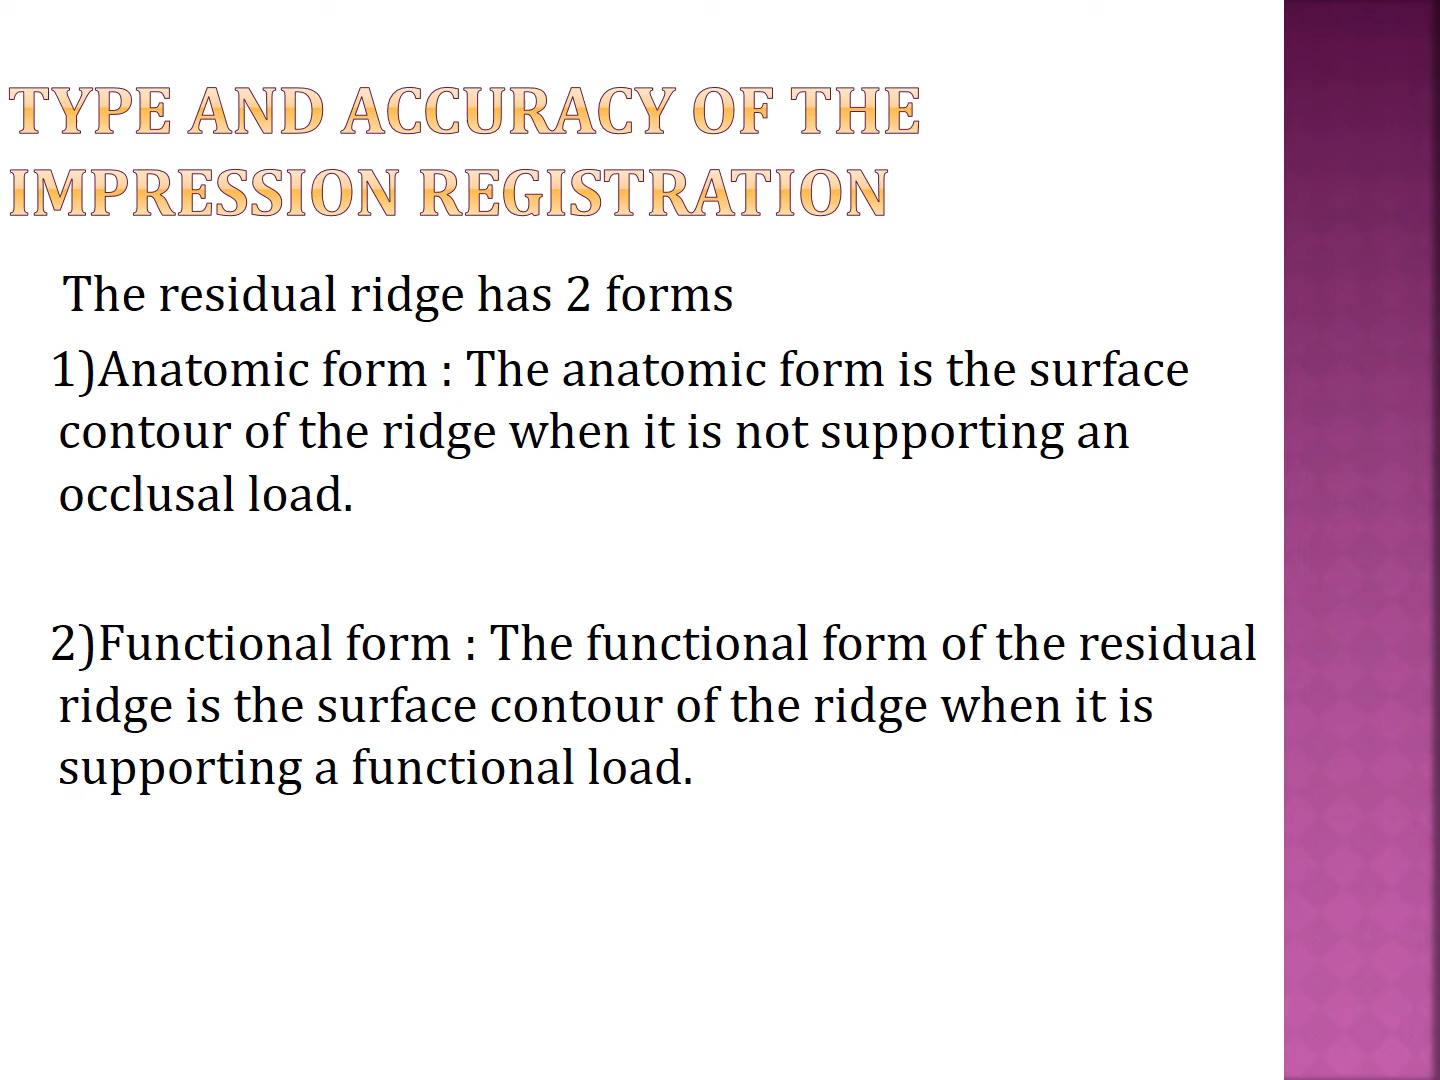 TYPE AND ACCURACY OF THE
IMPRESSION REGISTRATION
The residual ridge has 2 forms
1)Anatomic form : The anatomic form is the surface
contour of the ridge when it is not supporting an
occlusal load.
2)Functional form : The functional form of the residual
ridge is the surface contour of the ridge when it is
supporting a functional load.